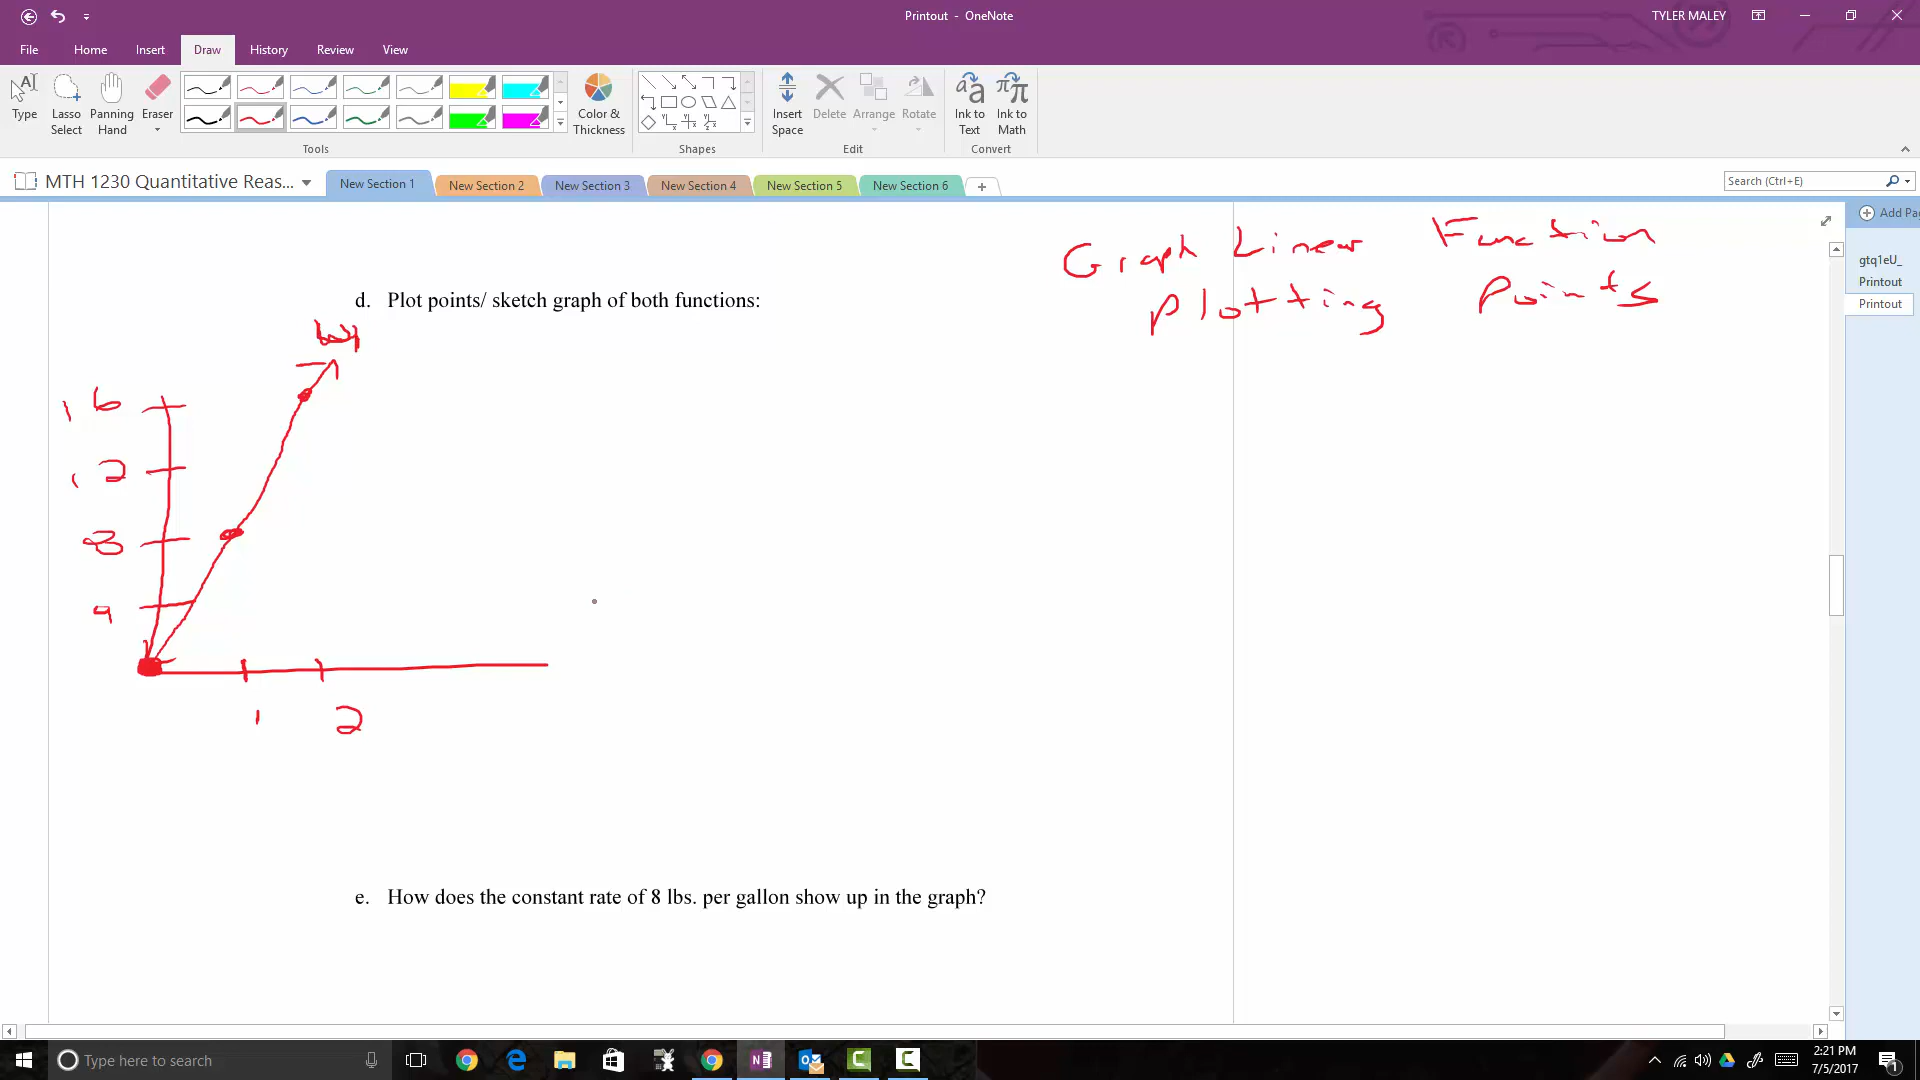 Printout - OneNote
TYLER MALEY
File Home Insert Draw History Review View
Type
Lasso Select
Panning Hand
Eraser
Color & Thickness
Insert Space
Delete
Arrange
Rotate
Ink to Text
Ink to Math
Tools
Shapes
Edit
Convert
MTH 1230 Quantitative Reas...
New Section 1
New Section 2
New Section 3
New Section 4
New Section 5
New Section 6
Search (Ctrl+E)
Add Pag
gtq1eU_
Printout
Printout
Graph Linear Function
Plotting Points
d. Plot points/ sketch graph of both functions:
16
12
8
4
1 2
e. How does the constant rate of 8 lbs. per gallon show up in the graph?
Type here to search
2:21 PM
7/5/2017